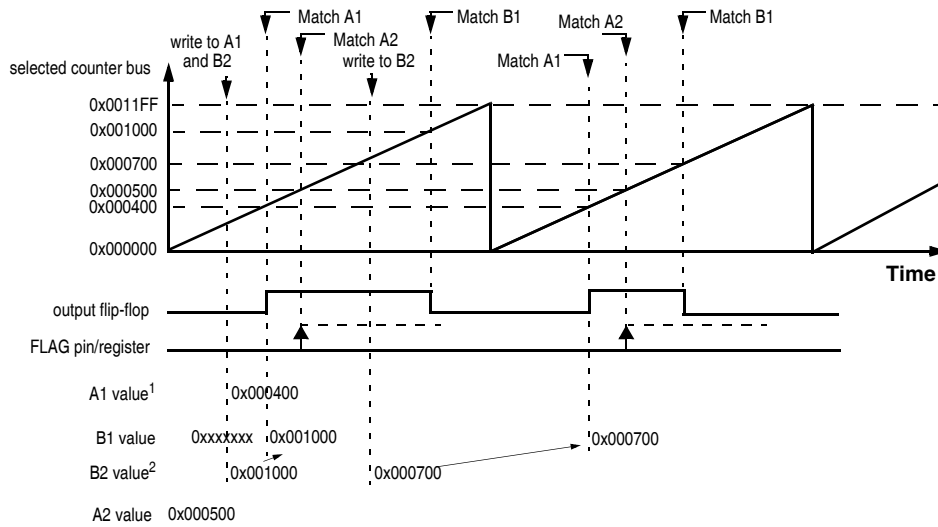 Match A1
Match B1
Match A2
Match B1
write to A1
and B2
Match A2
write to B2
Match A1
selected counter bus
0x0011FF
0x001000
0x000700
0x000500
0x000400
0x000000
Time
output flip-flop
FLAG pin/register
A1 value1 0x000400
B1 value 0xxxxxxx 0x001000 0x000700
B2 value2 0x001000 0x000700
A2 value 0x000500